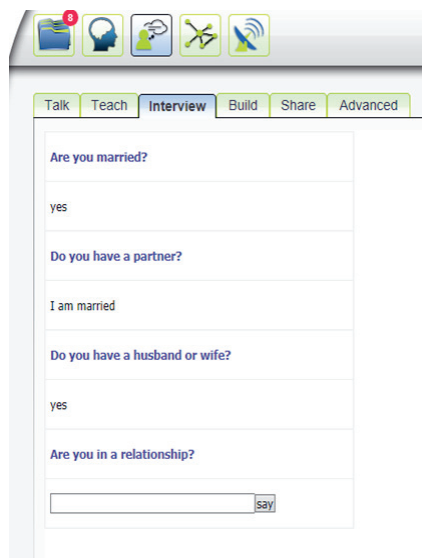 8
Talk Teach Interview Build Share Advanced
Are you married?
yes
Do you have a partner?
I am married
Do you have a husband or wife?
yes
Are you in a relationship?
say